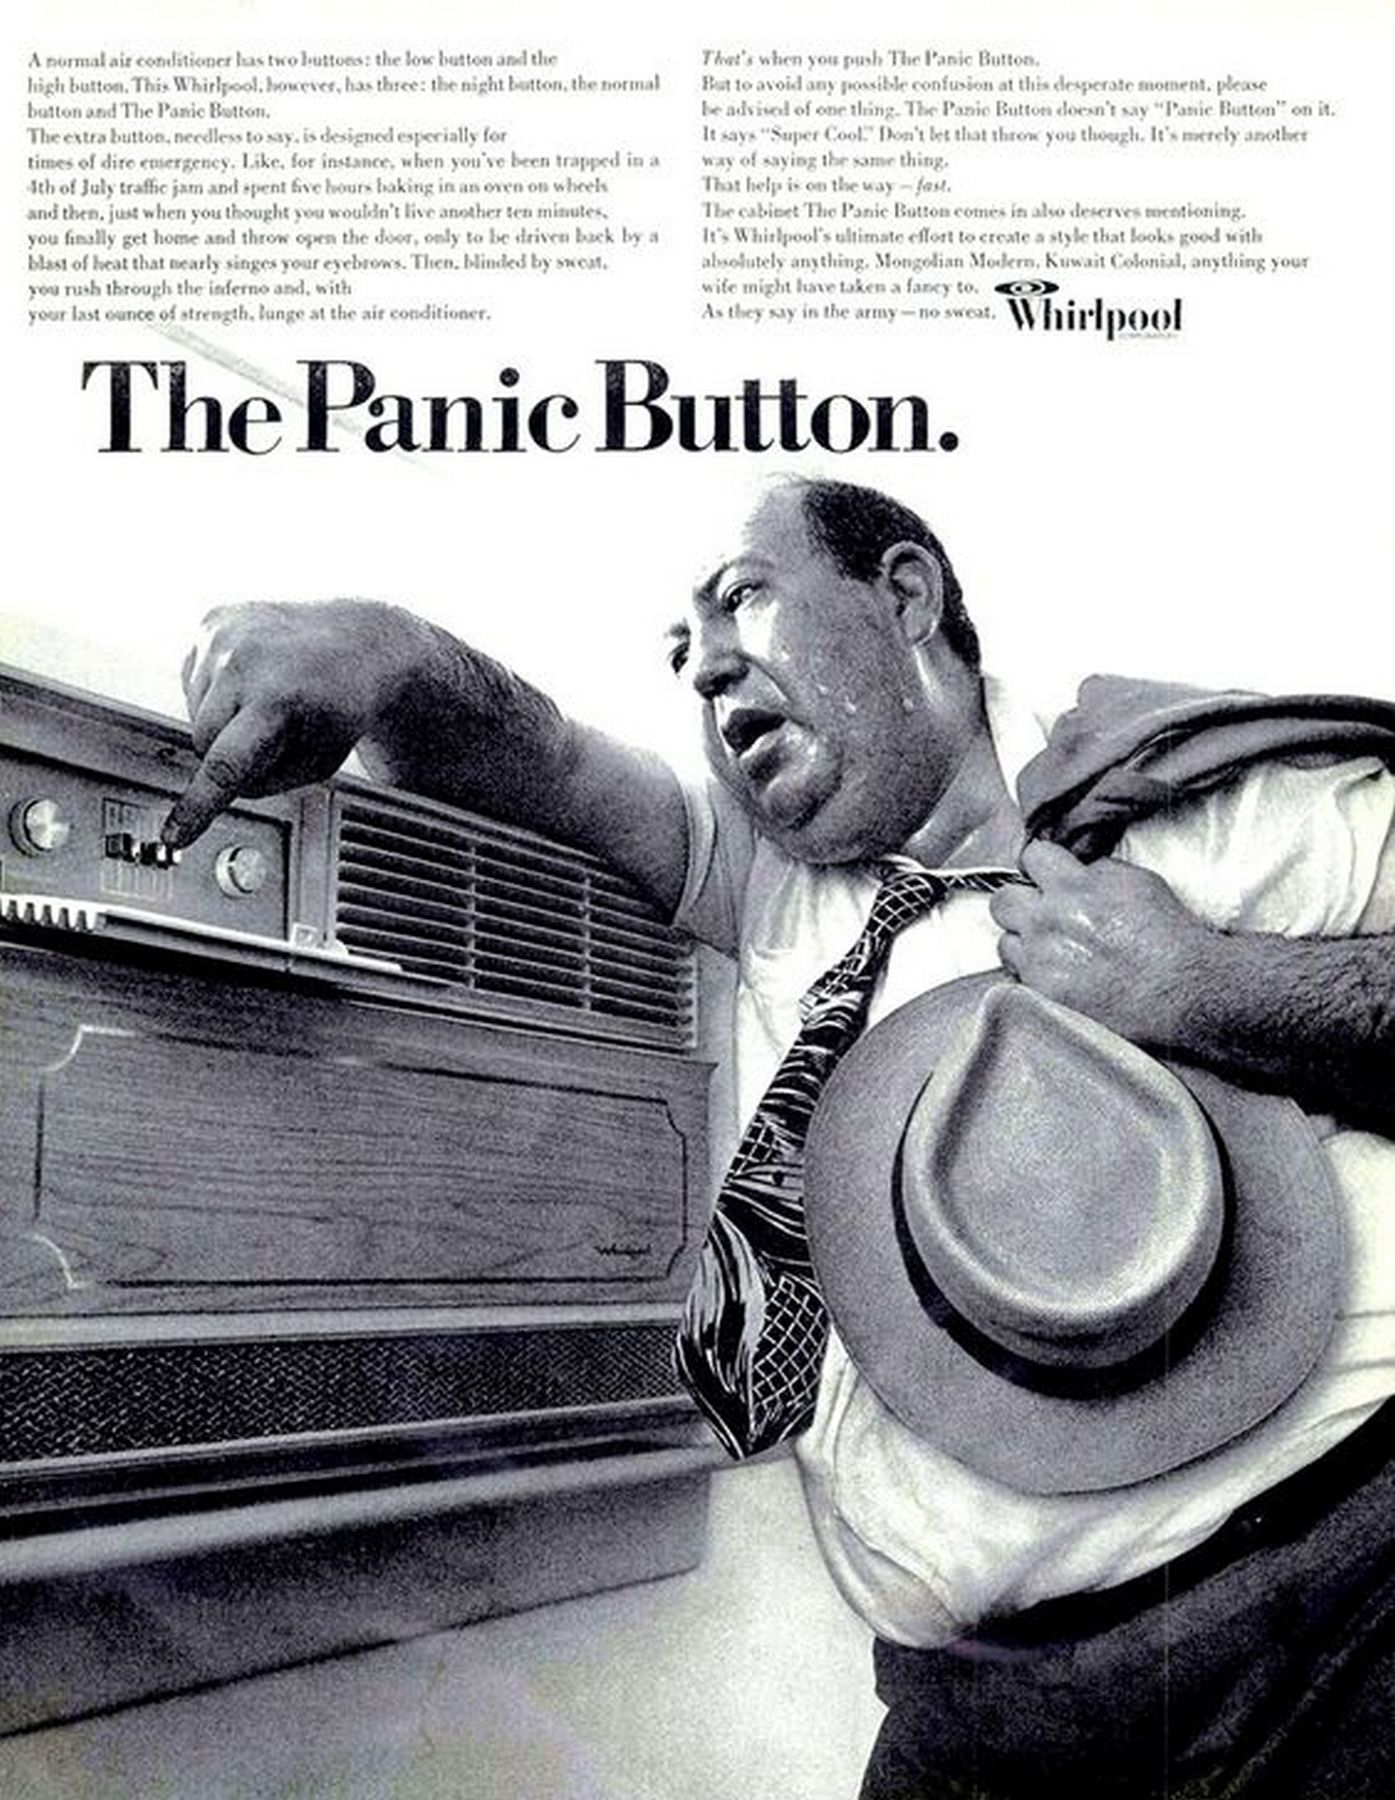 A normal air conditioner has two buttons: the low button and the
high button. This Whirlpool, however, has three: the night button, the normal
button and The Panic Button.
The extra button, needless to say, is designed especially for
times of dire emergency. Like, for instance, when you've been trapped in a
4th of July traffic jam and spent five hours baking in an oven on wheels
and then, just when you thought you wouldn't live another ten minutes,
you finally get home and throw open the door, only to be driven back by a
blast of heat that nearly singes your eyebrows. Then, blinded by sweat,
you rush through the inferno and, with
your last ounce of strength, lunge at the air conditioner.
That's when you push The Panic Button.
But to avoid any possible confusion at this desperate moment, please
be advised of one thing. The Panic Button doesn't say “Panic Button” on it.
It says “Super Cool.” Don't let that throw you though. It's merely another
way of saying the same thing.
That help is on the way – fast.
The cabinet The Panic Button comes in also deserves mentioning.
It's Whirlpool's ultimate effort to create a style that looks good with
absolutely anything. Mongolian Modern, Kuwait Colonial, anything your
wife might have taken a fancy to.
As they say in the army – no sweat.
Whirlpool
CORPORATION
The Panic Button.
Whirlpool